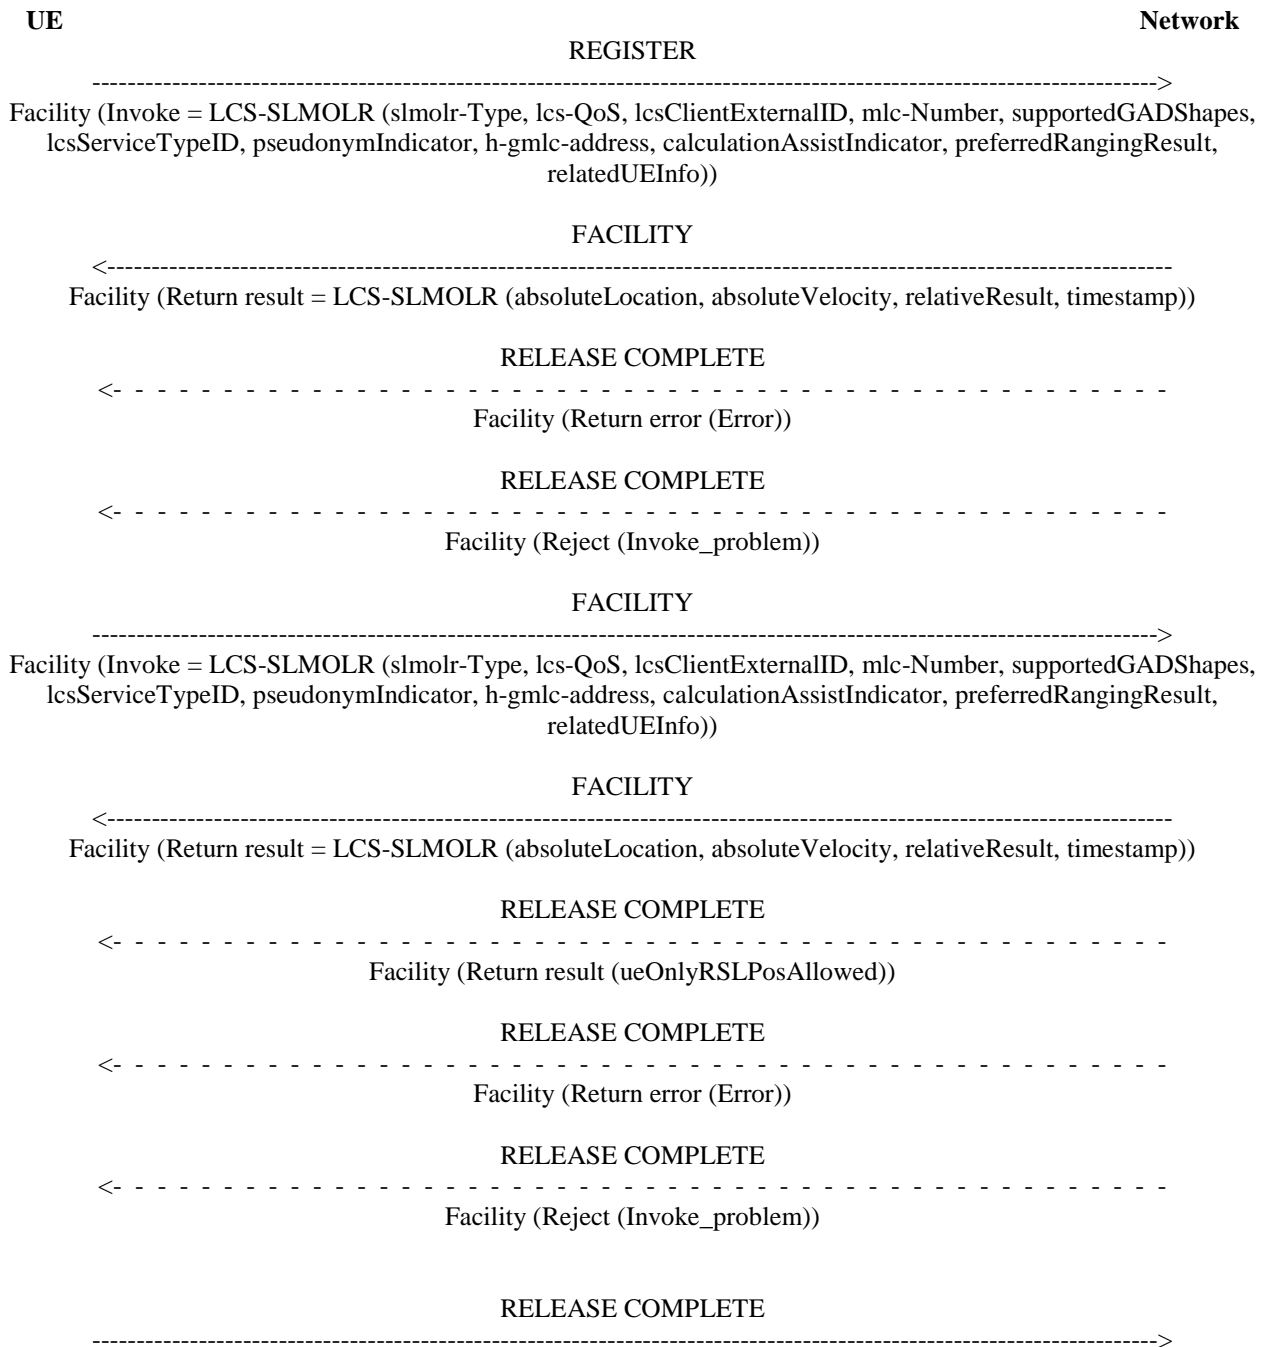 UE Network
REGISTER
------------------------------------------------------------------------------------------------------------------------>
Facility (Invoke = LCS-SLMOLR (slmolr-Type, lcs-QoS, lcsClientExternalID, mlc-Number, supportedGADShapes,
lcsServiceTypeID, pseudonymIndicator, h-gmlc-address, calculationAssistIndicator, preferredRangingResult,
relatedUEInfo))
FACILITY
<------------------------------------------------------------------------------------------------------------------------
Facility (Return result = LCS-SLMOLR (absoluteLocation, absoluteVelocity, relativeResult, timestamp))
RELEASE COMPLETE
<- - - - - - - - - - - - - - - - - - - - - - - - - - - - - - - - - - - - - - - - - - - - - - - -
Facility (Return error (Error))
RELEASE COMPLETE
<- - - - - - - - - - - - - - - - - - - - - - - - - - - - - - - - - - - - - - - - - - - - - - - -
Facility (Reject (Invoke_problem))
FACILITY
------------------------------------------------------------------------------------------------------------------------>
Facility (Invoke = LCS-SLMOLR (slmolr-Type, lcs-QoS, lcsClientExternalID, mlc-Number, supportedGADShapes,
lcsServiceTypeID, pseudonymIndicator, h-gmlc-address, calculationAssistIndicator, preferredRangingResult,
relatedUEInfo))
FACILITY
<------------------------------------------------------------------------------------------------------------------------
Facility (Return result = LCS-SLMOLR (absoluteLocation, absoluteVelocity, relativeResult, timestamp))
RELEASE COMPLETE
<- - - - - - - - - - - - - - - - - - - - - - - - - - - - - - - - - - - - - - - - - - - - - - - -
Facility (Return result (ueOnlyRSLPosAllowed))
RELEASE COMPLETE
<- - - - - - - - - - - - - - - - - - - - - - - - - - - - - - - - - - - - - - - - - - - - - - - -
Facility (Return error (Error))
RELEASE COMPLETE
<- - - - - - - - - - - - - - - - - - - - - - - - - - - - - - - - - - - - - - - - - - - - - - - -
Facility (Reject (Invoke_problem))
RELEASE COMPLETE
------------------------------------------------------------------------------------------------------------------------>